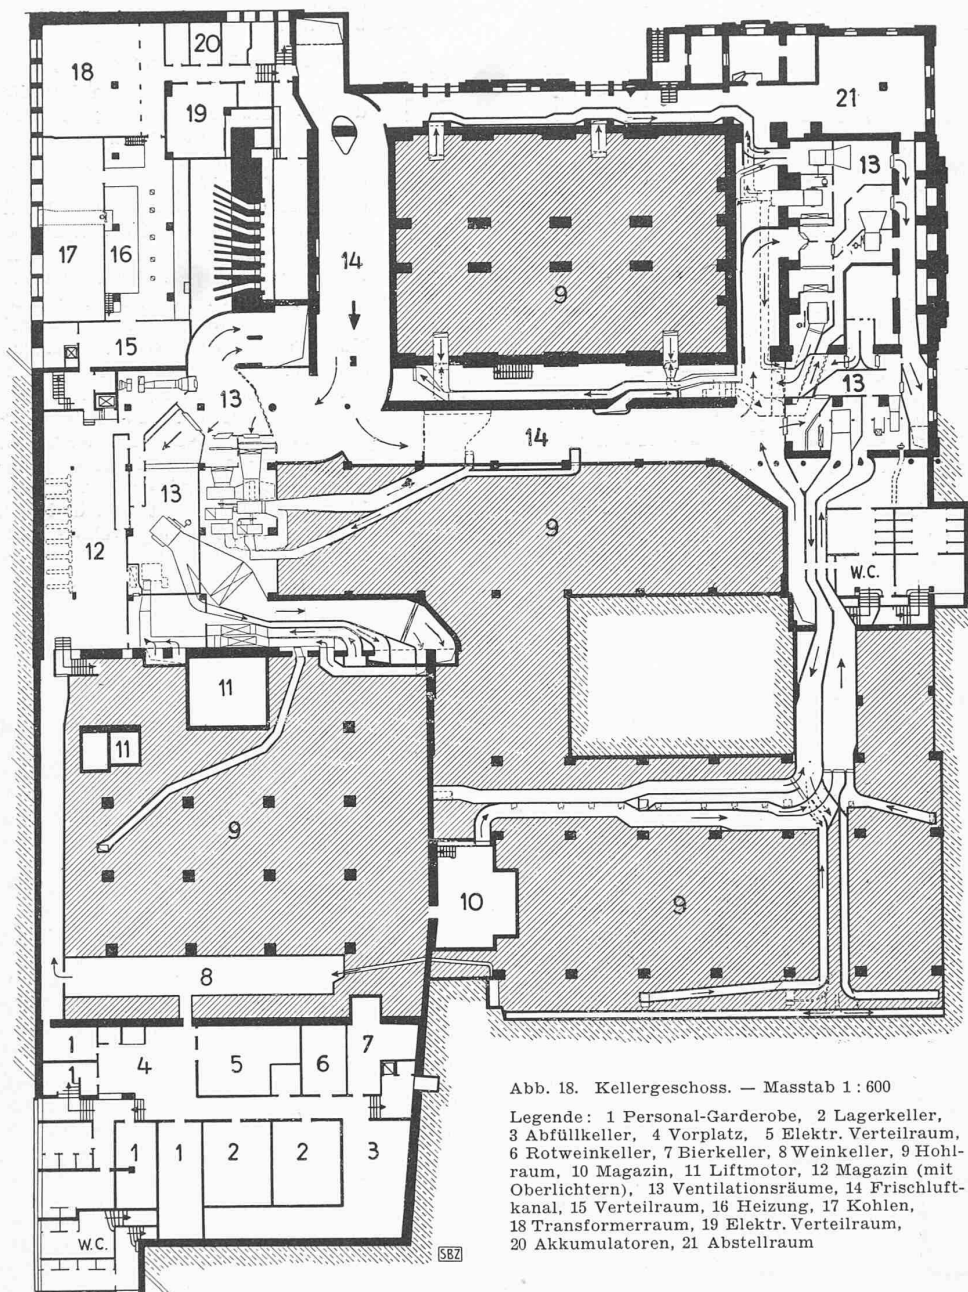 18
20
19
21
13
14
9
17
16
15
13
13
14
13
12
9
W.C.
11
11
9
10
9
8
1
1
4
5
6
7
1
1
2
2
3
W.C.
SBZ
Abb. 18. Kellergeschoss. — Masstab 1 : 600
Legende: 1 Personal-Garderobe, 2 Lagerkeller,
3 Abfüllkeller, 4 Vorplatz, 5 Elektr. Verteilraum,
6 Rotweinkeller, 7 Bierkeller, 8 Weinkeller, 9 Hohl-
raum, 10 Magazin, 11 Liftmotor, 12 Magazin (mit
Oberlichtern), 13 Ventilationsräume, 14 Frischluft-
kanal, 15 Verteilraum, 16 Heizung, 17 Kohlen,
18 Transformerraum, 19 Elektr. Verteilraum,
20 Akkumulatoren, 21 Abstellraum